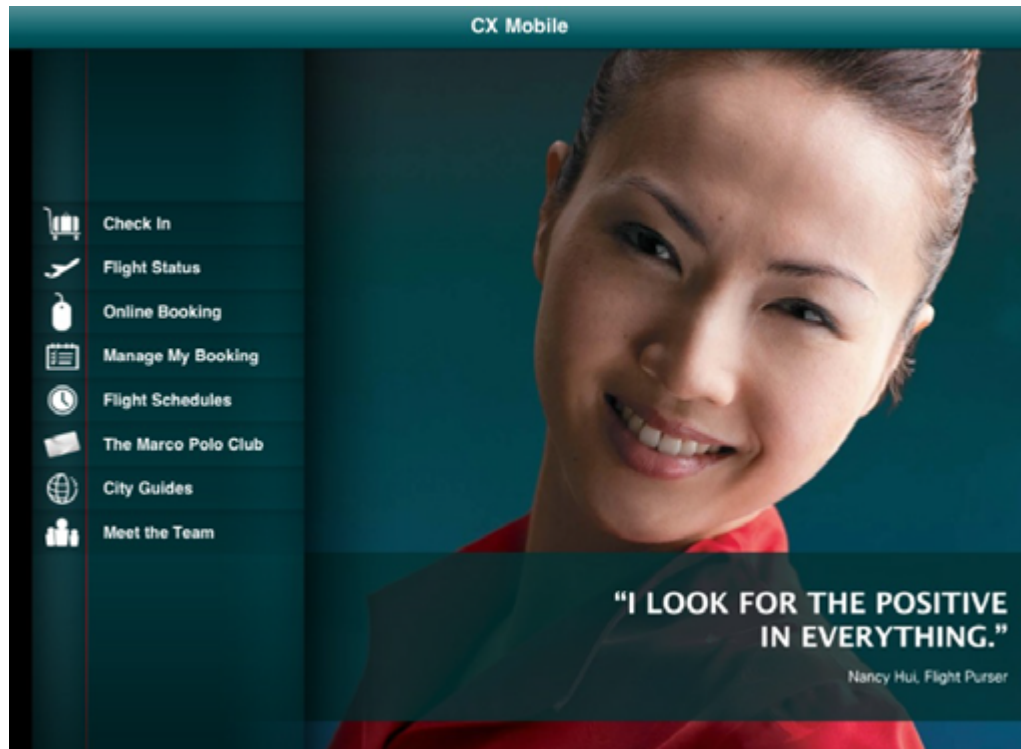 CX Mobile
Check In
Flight Status
Online Booking
Manage My Booking
Flight Schedules
The Marco Polo Club
City Guides
Meet the Team
“I LOOK FOR THE POSITIVE
IN EVERYTHING.”
Nancy Hui, Flight Purser